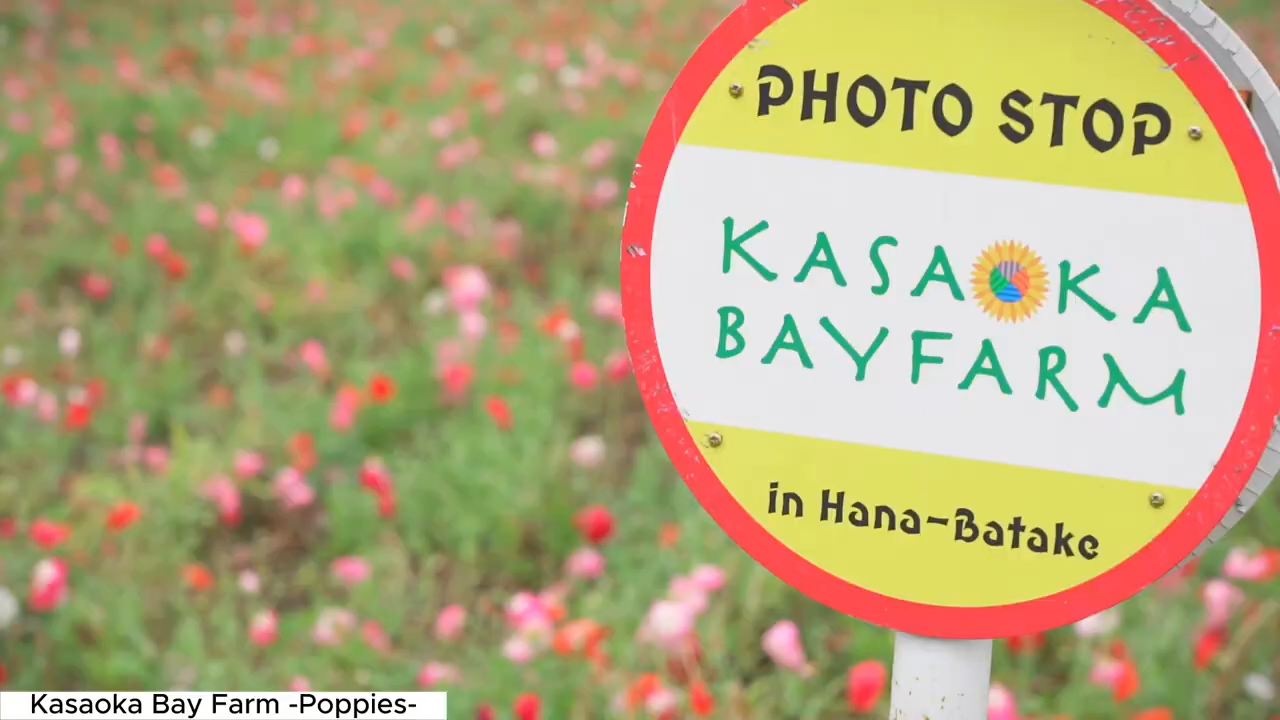 PHOTO STOP
KASAOKA
BAYFARM
in Hana-Batake
Kasaoka Bay Farm -Poppies-